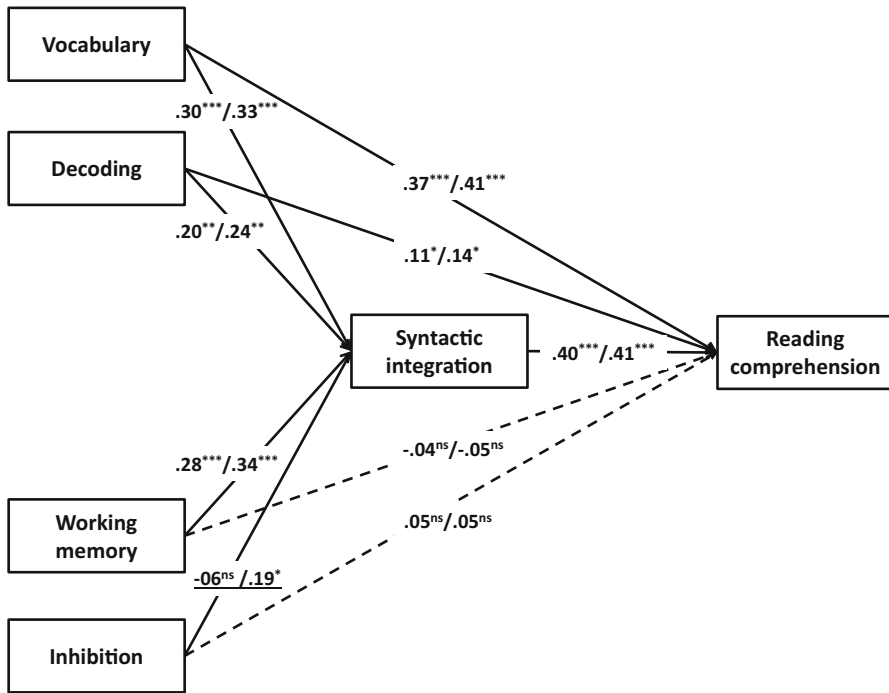 Vocabulary
.30***/.33***
Decoding
.37***/.41***
.20**/.24**
.11*/.14*
Syntactic
integration
.40***/.41***
Reading
comprehension
-.04ns/-.05ns
.28***/.34***
Working
memory
.05ns/.05ns
-06ns /.19*
Inhibition